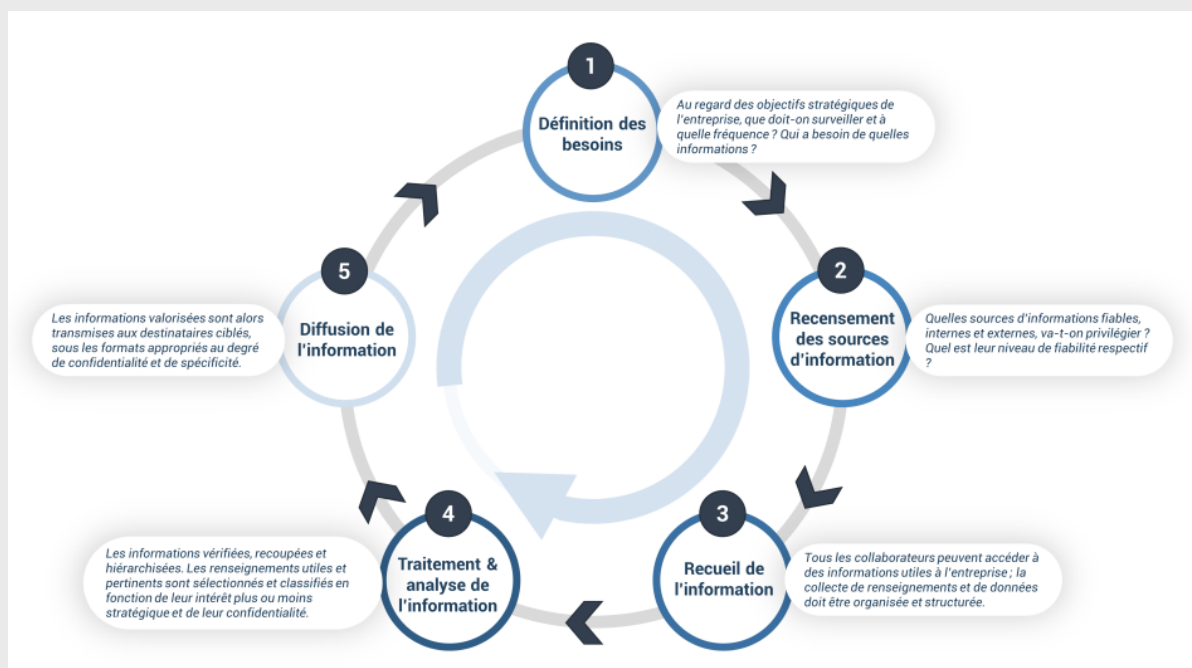 1
Définition des
besoins
Au regard des objectifs stratégiques de
l'entreprise, que doit-on surveiller et à
quelle fréquence ? Qui a besoin de quelles
informations ?
2
Recensement
des sources
d'information
Quelles sources d'informations fiables,
internes et externes, va-t-on privilégier ?
Quel est leur niveau de fiabilité respectif
?
3
Recueil de
l'information
Tous les collaborateurs peuvent accéder à
des informations utiles à l'entreprise ; la
collecte de renseignements et de données
doit être organisée et structurée.
4
Traitement &
analyse de
l'information
Les informations vérifiées, recoupées et
hiérarchisées. Les renseignements utiles et
pertinents sont sélectionnés et classifiés en
fonction de leur intérêt plus ou moins
stratégique et de leur confidentialité.
5
Diffusion de
l'information
Les informations valorisées sont alors
transmises aux destinataires ciblés,
sous les formats appropriés au degré
de confidentialité et de spécificité.